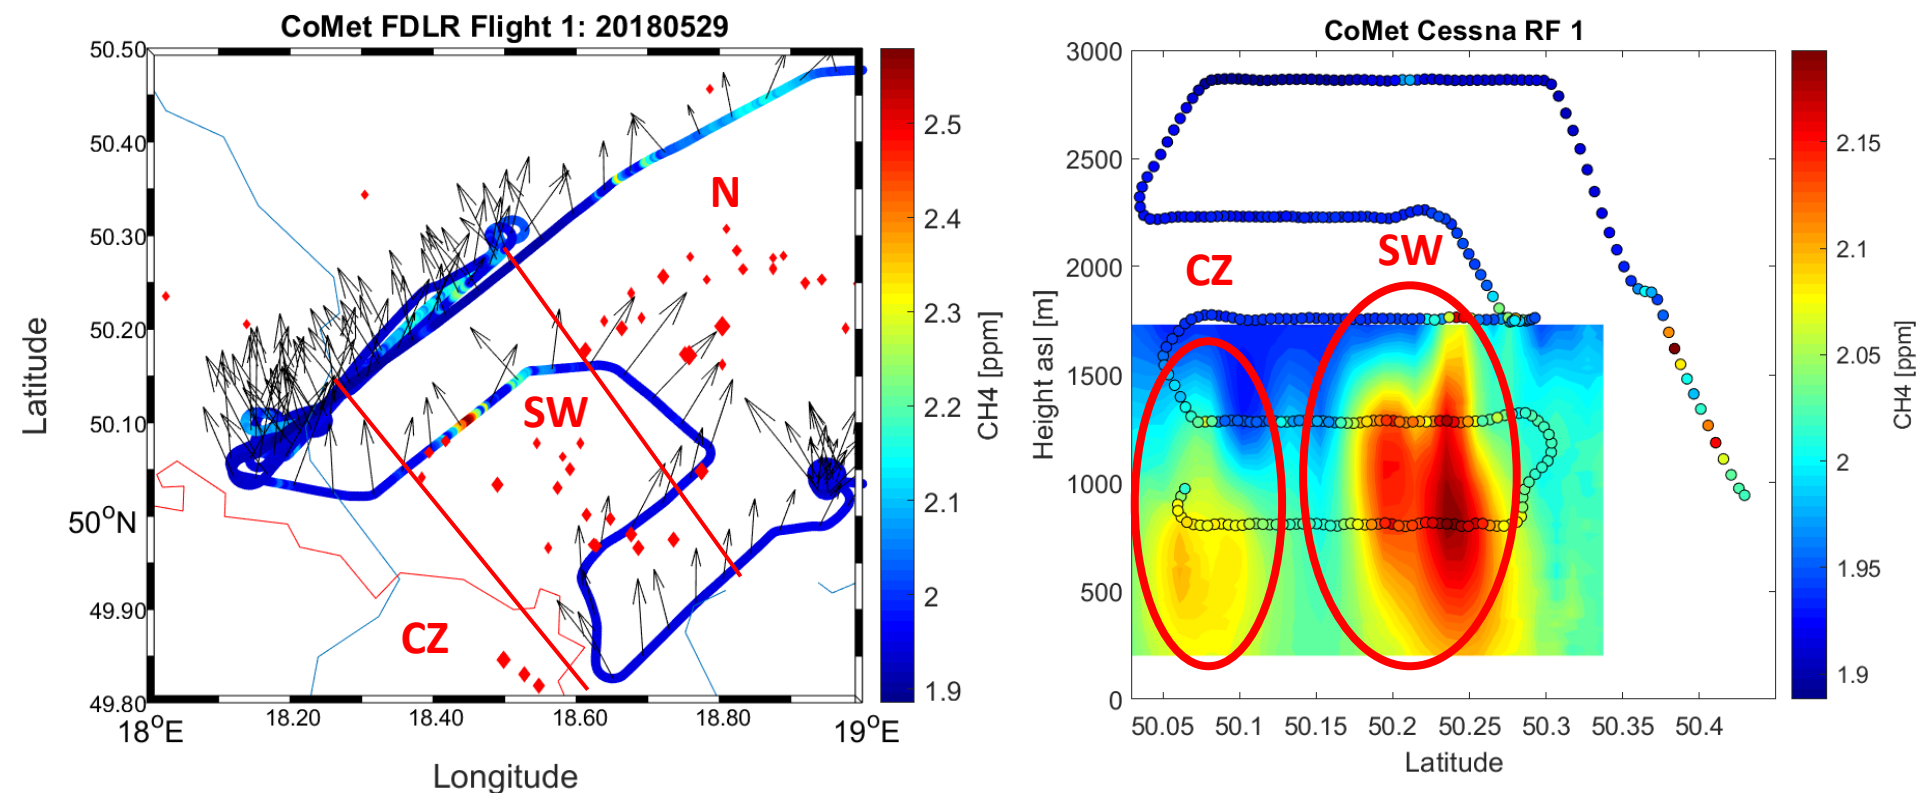 CoMet FDLR Flight 1: 20180529
50.50
50.40
50.30
50.20
50.10
50°N
49.90
49.80
Latitude
18°E
18.20
18.40
18.60
18.80
19°E
Longitude
N
SW
CZ
2.5
2.4
2.3
2.2
2.1
2
1.9
CH4 [ppm]
CoMet Cessna RF 1
3000
2500
2000
1500
1000
500
0
Height asl [m]
CZ
SW
50.05
50.1
50.15
50.2
50.25
50.3
50.35
50.4
Latitude
2.15
2.1
2.05
2
1.95
1.9
CH4 [ppm]